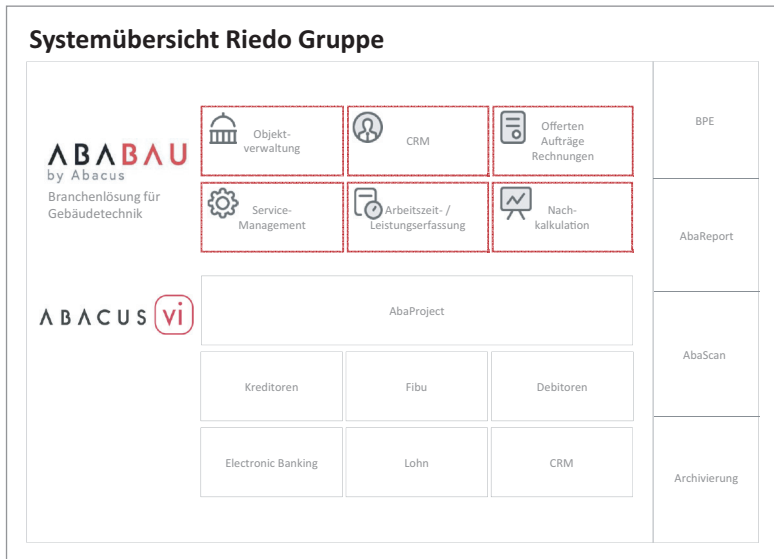 Systemübersicht Riedo Gruppe
ABABAU
by Abacus
Branchenlösung für
Gebäudetechnik
Objekt-
verwaltung
CRM
Offerten
Aufträge
Rechnungen
Service-
Management
Arbeitszeit- /
Leistungserfassung
Nach-
kalkulation
ABACUS vi
AbaProject
Kreditoren
Fibu
Debitoren
Electronic Banking
Lohn
CRM
BPE
AbaReport
AbaScan
Archivierung